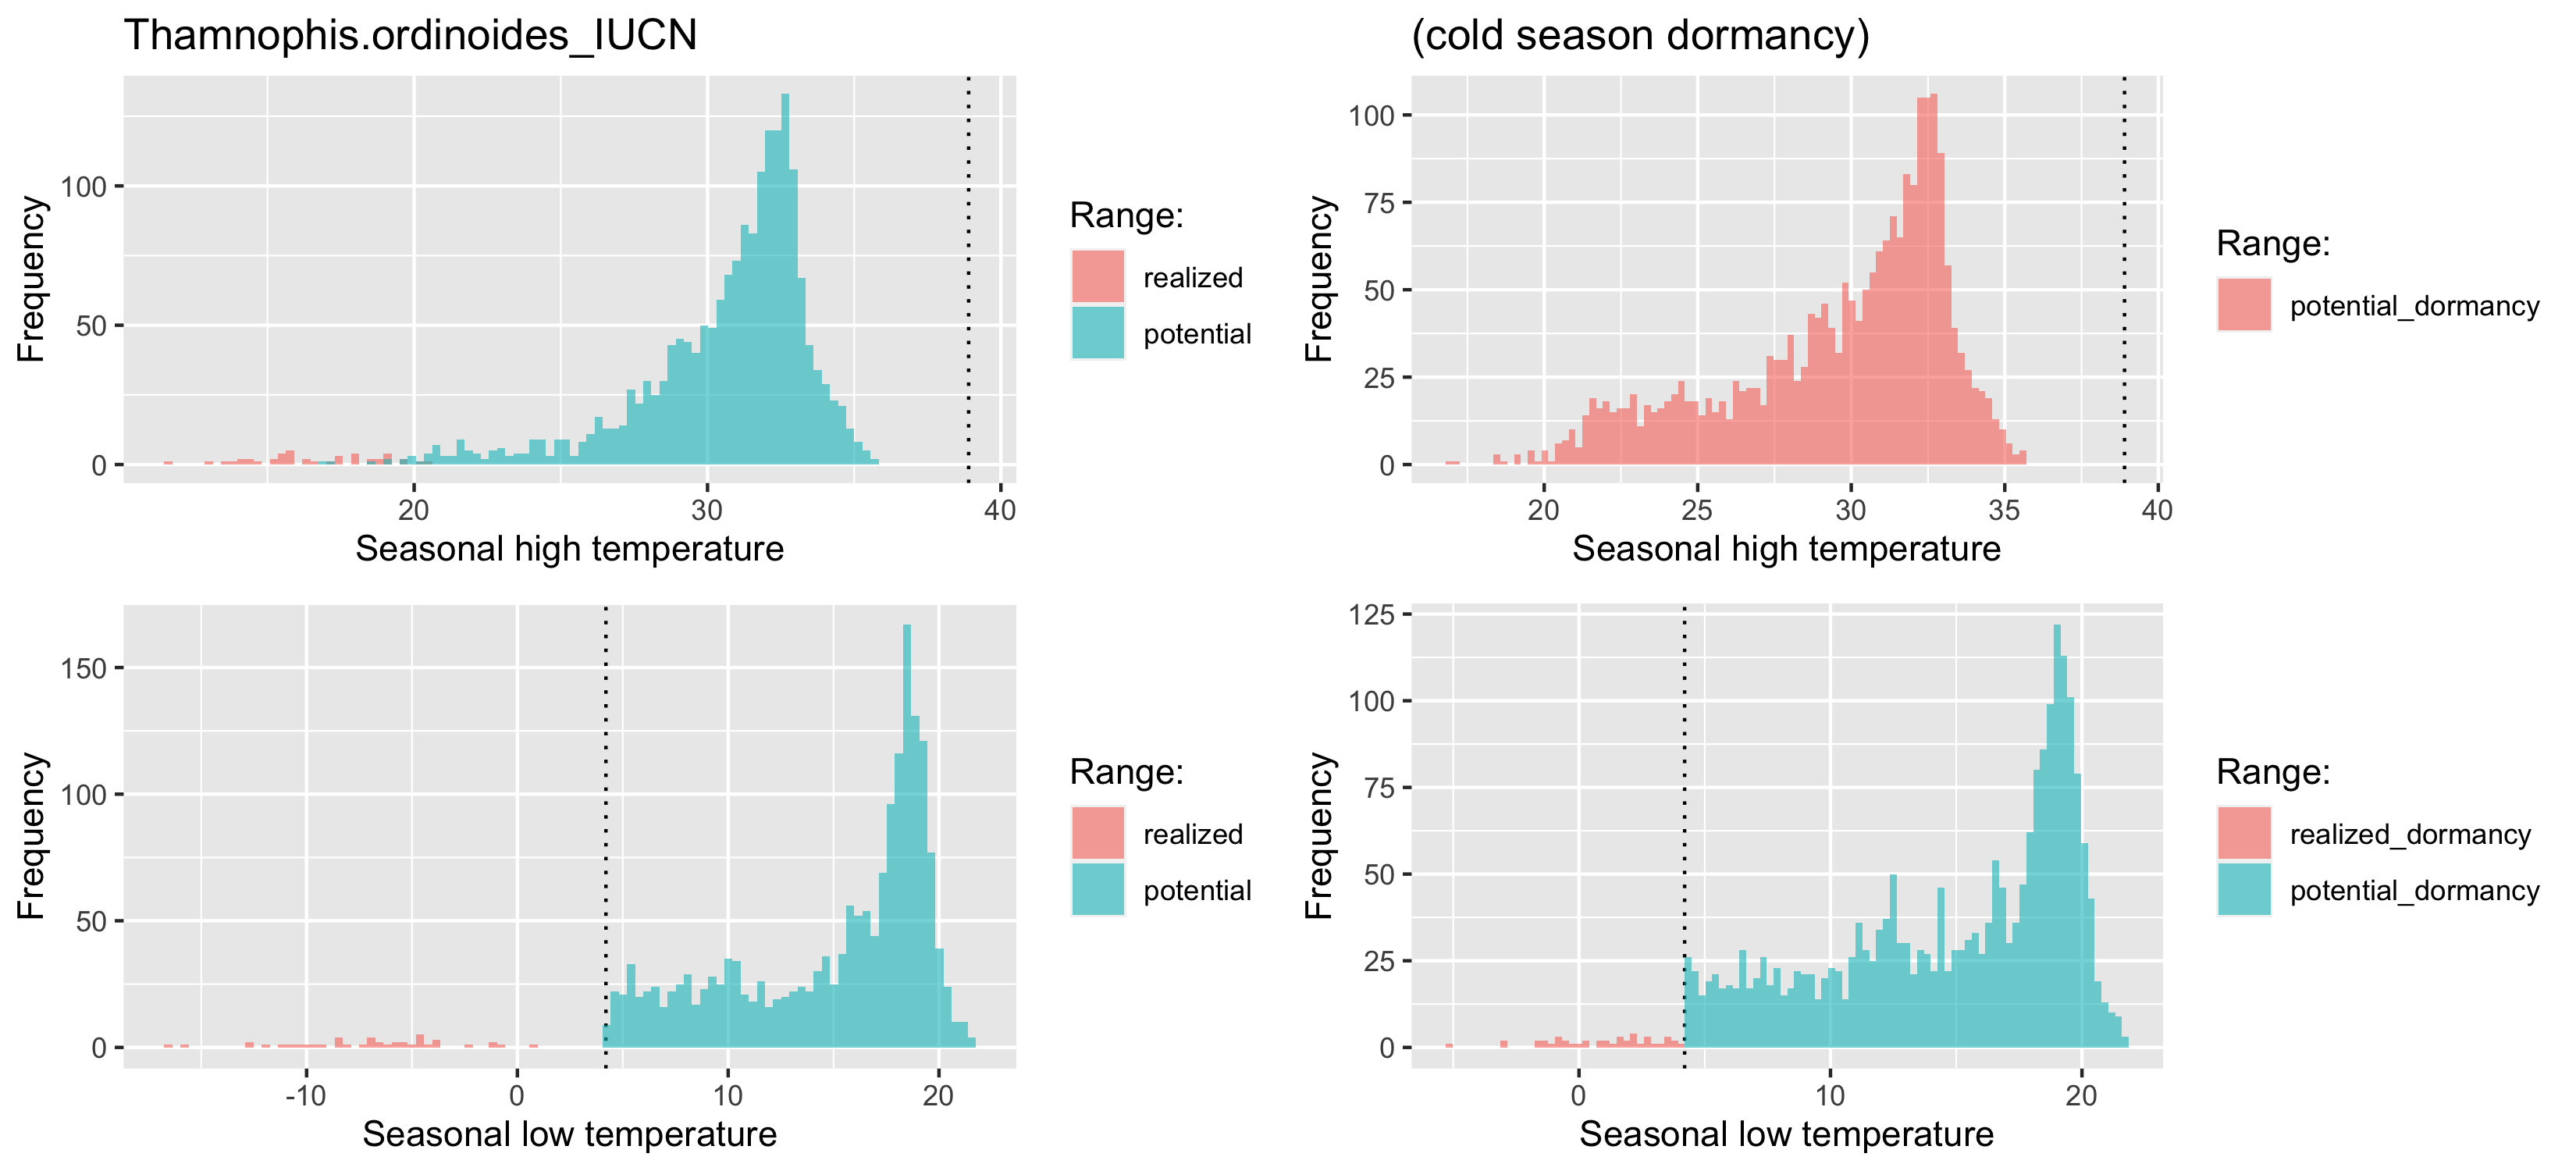 Thamnophis.ordinoides_IUCN
(cold season dormancy)
Frequency
100
50
0
20
30
40
Seasonal high temperature
Range:
realized
potential
Frequency
100
75
50
25
0
20
25
30
35
40
Seasonal high temperature
Range:
potential_dormancy
Frequency
150
100
50
0
-10
0
10
20
Seasonal low temperature
Range:
realized
potential
Frequency
125
100
75
50
25
0
0
10
20
Seasonal low temperature
Range:
realized_dormancy
potential_dormancy